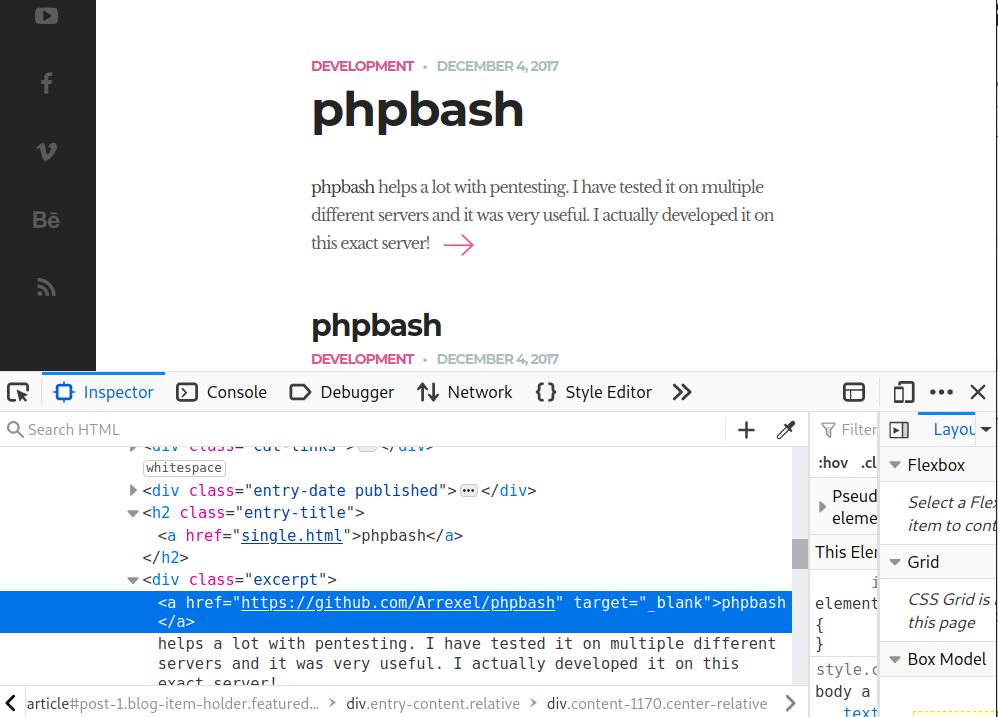 DEVELOPMENT • DECEMBER 4, 2017
phpbash
phpbash helps a lot with pentesting. I have tested it on multiple
different servers and it was very useful. I actually developed it on
this exact server!
Bē
phpbash
DEVELOPMENT • DECEMBER 4, 2017
Inspector Console Debugger Network Style Editor
Search HTML
Filter
Layou
<div class="cat-links"> </div>
whitespace
<div class="entry-date published"> ••• </div>
<h2 class="entry-title">
<a href="single.html">phpbash</a>
</h2>
<div class="excerpt">
<a href="https://github.com/Arrexel/phpbash" target="_blank">phpbash
</a>
helps a lot with pentesting. I have tested it on multiple different
servers and it was very useful. I actually developed it on this
exact server!
:hov .cl
Pseud
eleme
This Elen
element
{
}
style.c
body a
text
Flexbox
Select a Flex
item to cont
Grid
CSS Grid is
this page
Box Model
article#post-1.blog-item-holder.featured... > div.entry-content.relative > div.content-1170.center-relative